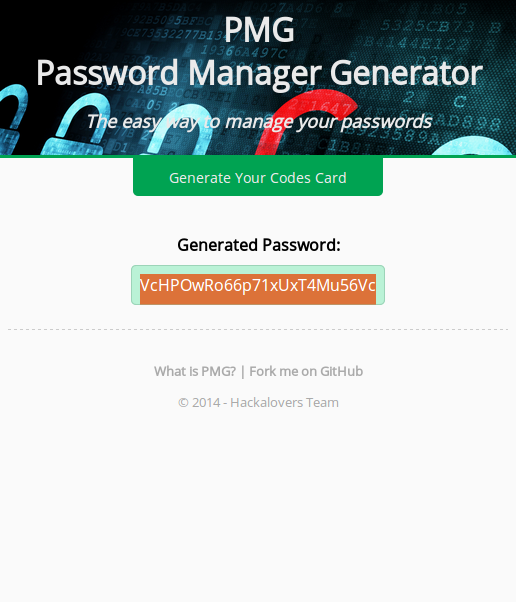 PMG
Password Manager Generator
The easy way to manage your passwords
Generate Your Codes Card
Generated Password:
VcHPOwRo66p71xUxT4Mu56Vc
What is PMG? | Fork me on GitHub
© 2014 - Hackalovers Team